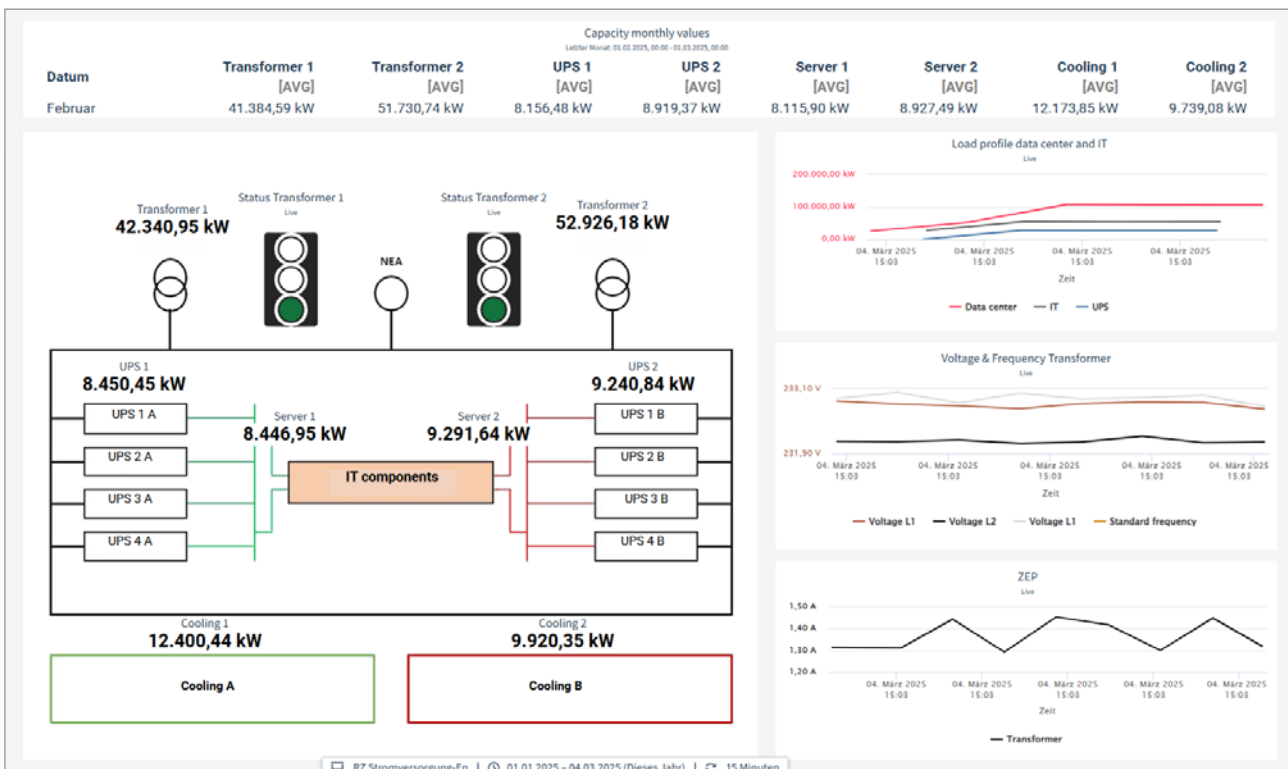 Capacity monthly values
Letzter Monat: 01.02.2025, 00:00 - 01.03.2025, 00:00
Datum Transformer 1 Transformer 2 UPS 1 UPS 2 Server 1 Server 2 Cooling 1 Cooling 2
[AVG] [AVG] [AVG] [AVG] [AVG] [AVG] [AVG] [AVG]
Februar 41.384,59 kW 51.730,74 kW 8.156,48 kW 8.919,37 kW 8.115,90 kW 8.927,49 kW 12.173,85 kW 9.739,08 kW
Transformer 1
42.340,95 kW
Status Transformer 1
Live
NEA
Status Transformer 2
Live
Transformer 2
52.926,18 kW
UPS 1
8.450,45 kW
UPS 2
9.240,84 kW
UPS 1 A
UPS 2 A
UPS 3 A
UPS 4 A
Server 1
8.446,95 kW
Server 2
9.291,64 kW
IT components
UPS 1 B
UPS 2 B
UPS 3 B
UPS 4 B
Cooling 1
12.400,44 kW
Cooling 2
9.920,35 kW
Cooling A
Cooling B
Load profile data center and IT
Live
200.000,00 kW
100.000,00 kW
0,00 kW
04. März 2025 04. März 2025 04. März 2025 04. März 2025
15:03 15:03 15:03 15:03
Zeit
Data center IT UPS
Voltage & Frequency Transformer
Live
233,10 V
231,90 V
04. März 2025 04. März 2025 04. März 2025 04. März 2025 04. März 2025
15:03 15:03 15:03 15:03 15:03
Zeit
Voltage L1 Voltage L2 Voltage L1 Standard frequency
ZEP
Live
1,50 A
1,40 A
1,30 A
1,20 A
04. März 2025 04. März 2025 04. März 2025 04. März 2025 04. März 2025
15:03 15:03 15:03 15:03 15:03
Zeit
Transformer
RZ Stromversorgung-En | 01.01.2025 – 04.03.2025 (Dieses Jahr) | 15 Minuten